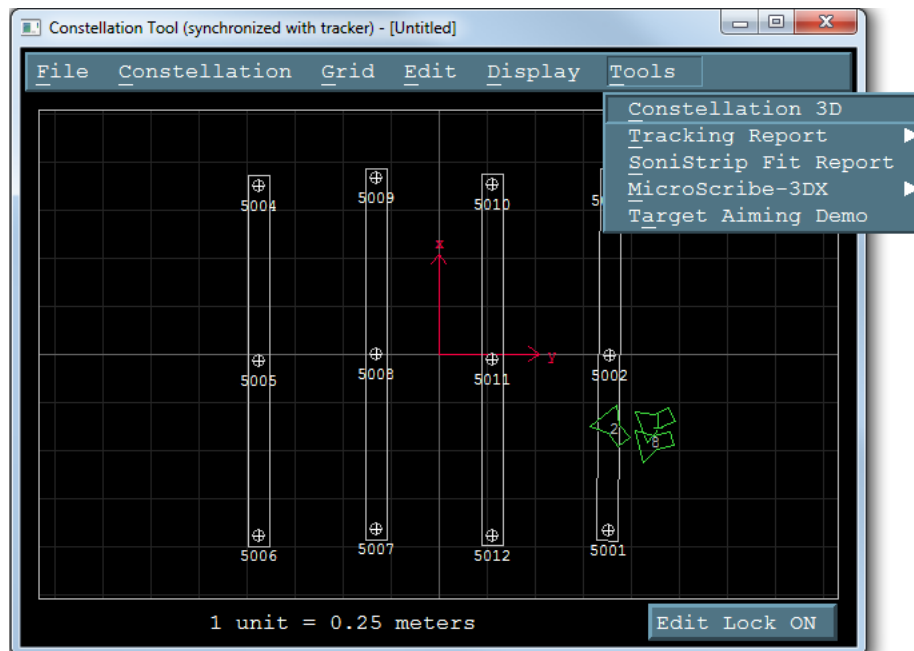 Constellation Tool (synchronized with tracker) - [Untitled]
File Constellation Grid Edit Display Tools
Constellation 3D
Tracking Report
SoniStrip Fit Report
MicroScribe-3DX
Target Aiming Demo
5004 5009 5010
x
y
5005 5008 5011 5002
2 8
5006 5007 5012 5001
1 unit = 0.25 meters
Edit Lock ON